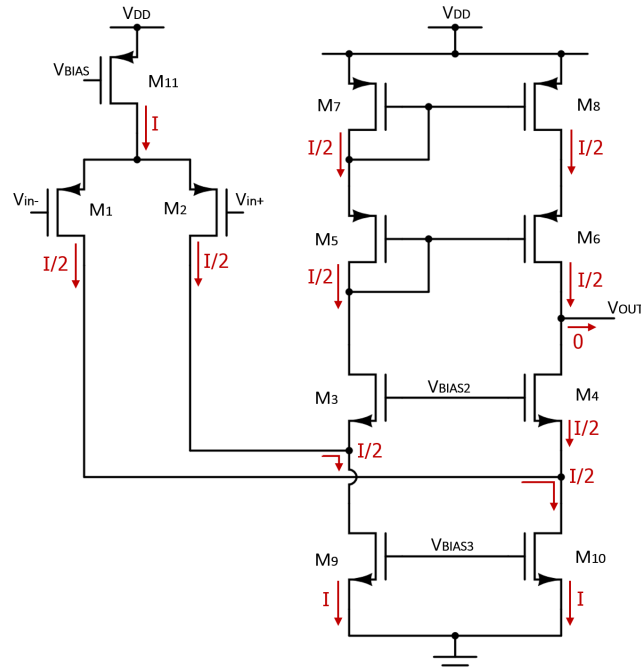 VDD
VDD
VBIAS
M11
I
M7
M8
I/2
I/2
Vin-
M1
M2
Vin+
I/2
I/2
M5
M6
I/2
I/2
VOUT
0
M3
VBIAS2
M4
I/2
I/2
I/2
M9
VBIAS3
M10
I
I